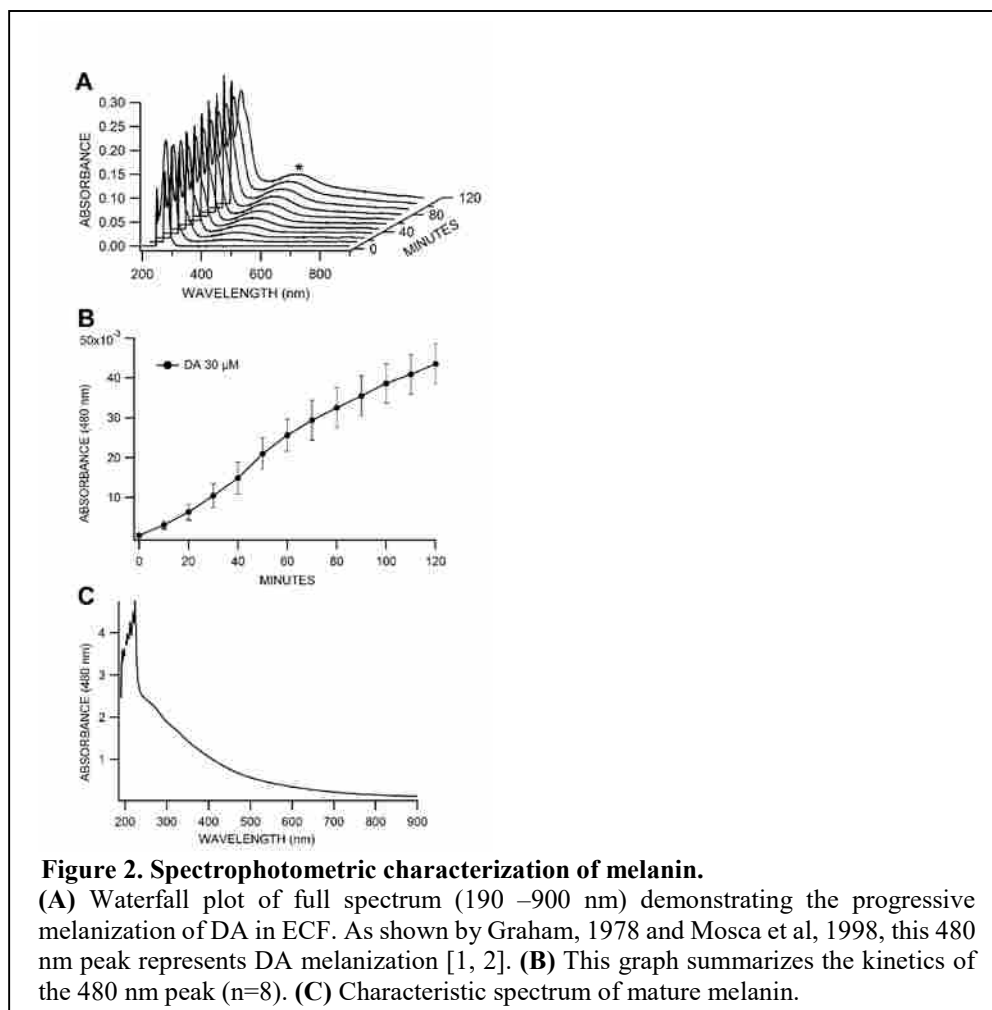 A
0.30
0.25
0.20
0.15
0.10
0.05
0.00
ABSORBANCE
*
200 400 600 800
WAVELENGTH (nm)
0 40 80 120
MINUTES
B
50x10⁻³
40
30
20
10
ABSORBANCE (480 nm)
DA 30 µM
0 20 40 60 80 100 120
MINUTES
C
4
3
2
1
ABSORBANCE (480 nm)
200 300 400 500 600 700 800 900
WAVELENGTH (nm)
Figure 2. Spectrophotometric characterization of melanin.
(A) Waterfall plot of full spectrum (190 –900 nm) demonstrating the progressive
melanization of DA in ECF. As shown by Graham, 1978 and Mosca et al, 1998, this 480
nm peak represents DA melanization [1, 2]. (B) This graph summarizes the kinetics of
the 480 nm peak (n=8). (C) Characteristic spectrum of mature melanin.